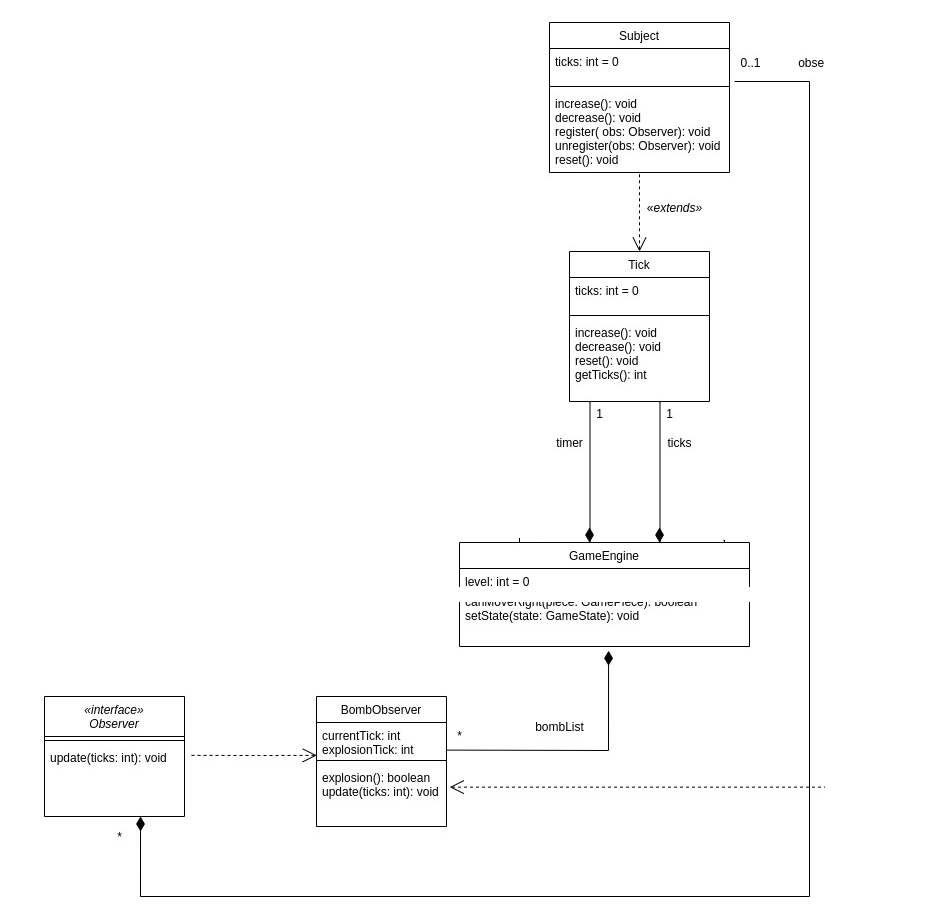 Subject
ticks: int = 0
0..1
obse
increase(): void
decrease(): void
register( obs: Observer): void
unregister(obs: Observer): void
reset(): void
«extends»
Tick
ticks: int = 0
increase(): void
decrease(): void
reset(): void
getTicks(): int
1
1
timer
ticks
GameEngine
level: int = 0
canMoveRight(piece: GamePiece): boolean
setState(state: GameState): void
bombList
*
«interface»
Observer
update(ticks: int): void
BombObserver
currentTick: int
explosionTick: int
explosion(): boolean
update(ticks: int): void
*